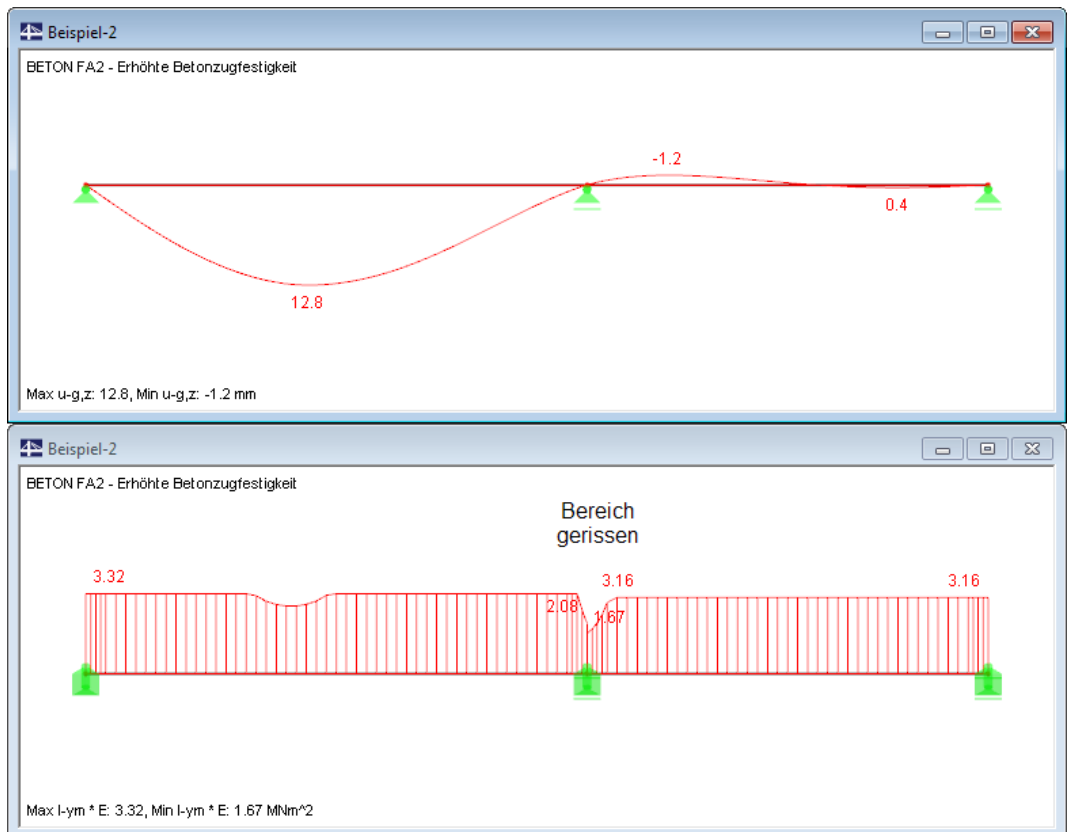 Beispiel-2
BETON FA2 - Erhöhte Betonzugfestigkeit
-1.2
0.4
12.8
Max u-g,z: 12.8, Min u-g,z: -1.2 mm
Beispiel-2
BETON FA2 - Erhöhte Betonzugfestigkeit
Bereich
gerissen
3.32
3.16
3.16
2.08
1.67
Max I-ym * E: 3.32, Min I-ym * E: 1.67 MNm^2